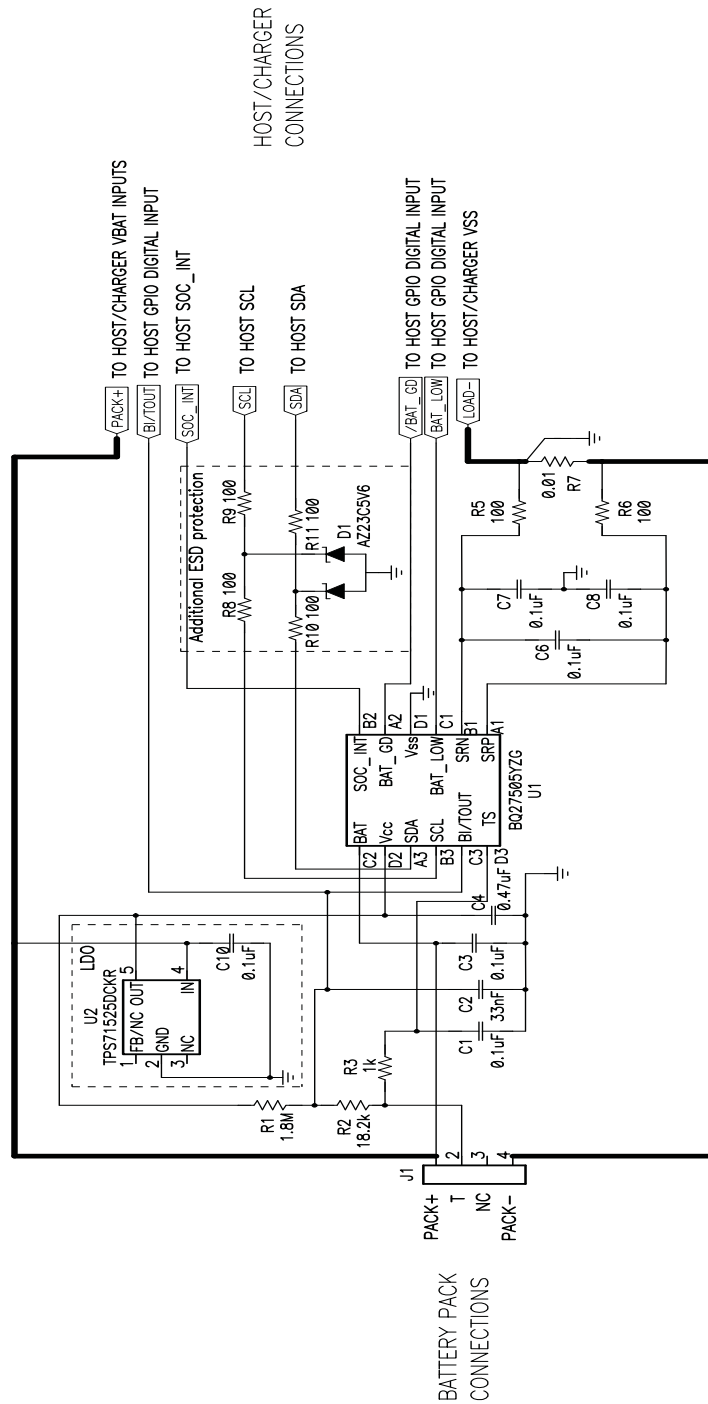 BATTERY PACK
CONNECTIONS
J1
PACK+
T
NC
PACK-
2
3
4
R1
1.8M
R2
18.2k
R3
1k
C1
0.1uF
C2
33nF
C3
0.1uF
C4
0.47uF
U2
TPS71525DCKR
LDO
1
FB/NC
OUT
5
2
GND
3
NC
IN
4
C10
0.1uF
BAT
C2
Vcc
D2
SDA
A3
SCL
B3
BI/TOUT
C3
TS
D3
SOC_INT
B2
BAT_GD
A2
Vss
D1
BAT_LOW
C1
SRN
B1
SRP
A1
BQ27505YZG
U1
Additional ESD protection
R8 100
R9 100
R10 100
R11 100
D1
AZ23C5V6
C6
0.1uF
C7
0.1uF
C8
0.1uF
R5
100
R6
100
0.01
R7
PACK+
TO HOST/CHARGER VBAT INPUTS
BI/TOUT
TO HOST GPIO DIGITAL INPUT
SOC_INT
TO HOST SOC_INT
SCL
TO HOST SCL
SDA
TO HOST SDA
/BAT_GD
TO HOST GPIO DIGITAL INPUT
BAT_LOW
TO HOST GPIO DIGITAL INPUT
LOAD-
TO HOST/CHARGER VSS
HOST/CHARGER
CONNECTIONS